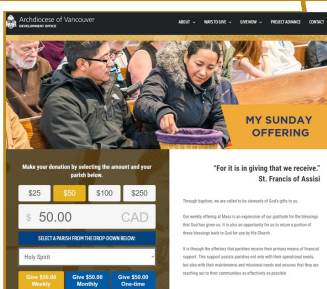 Archdiocese of Vancouver
DEVELOPMENT OFFICE
ABOUT WAYS TO GIVE GIVE NOW PROJECT ADVANCE CONTACT
MY SUNDAY
OFFERING
Make your donation by selecting the amount and your
parish below.
$25 $50 $100 $250
$ 50.00 CAD
SELECT A PARISH FROM THE DROP-DOWN BELOW:
Holy Spirit
Give $50.00 Weekly
Give $50.00 Monthly
Give $50.00 One-time
"For it is in giving that we receive."
St. Francis of Assisi
Through baptism, we are called to be stewards of God's gifts to us.
Our weekly offering at Mass is an expression of our gratitude for the blessings
that God has given us. It is also an opportunity for us to return a portion of
these blessings back to God for use by His Church.
It is through the offertory that parishes receive their primary means of financial
support. This support assists parishes not only with their operational needs,
but also with their maintenance and missional needs and ensures that they are
reaching out to their communities as effectively as possible.